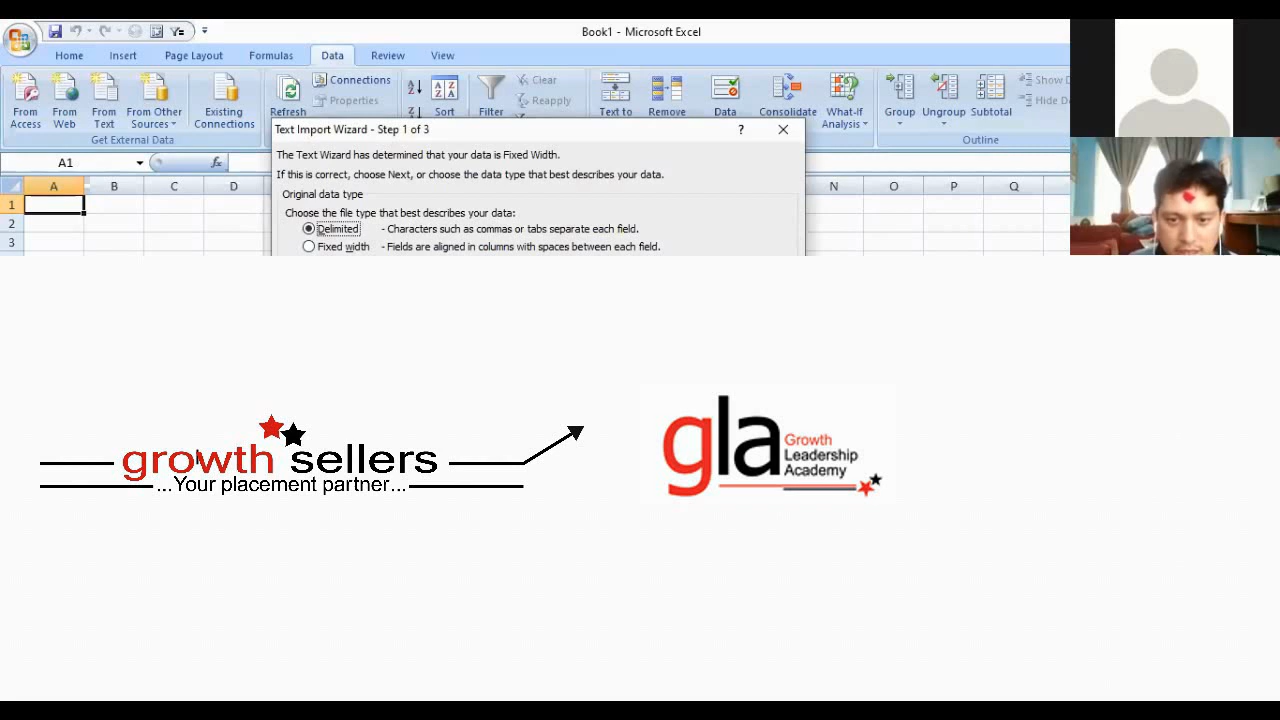 Book1 - Microsoft Excel
Home Insert Page Layout Formulas Data Review View
Connections
Properties
Clear
Reapply
Show D
Hide De
From Access
From Web
From Text
From Other Sources
Existing Connections
Refresh
Sort
Filter
Text to
Remove
Data
Consolidate
What-If Analysis
Group
Ungroup
Subtotal
Get External Data
Outline
Text Import Wizard - Step 1 of 3
A1
fx
The Text Wizard has determined that your data is Fixed Width.
If this is correct, choose Next, or choose the data type that best describes your data.
A B C D N O P Q
Original data type
1
Choose the file type that best describes your data:
2
Delimited - Characters such as commas or tabs separate each field.
3
Fixed width - Fields are aligned in columns with spaces between each field.
growth sellers
...Your placement partner...
gla
Growth
Leadership
Academy